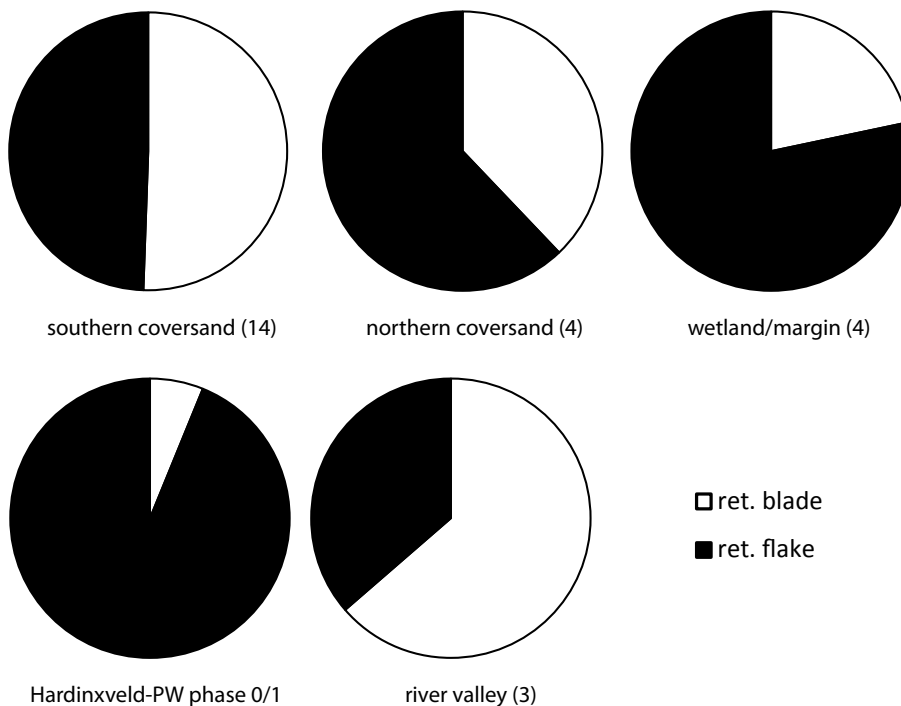 southern coversand (14)
northern coversand (4)
wetland/margin (4)
ret. blade
ret. flake
Hardinxveld-PW phase 0/1
river valley (3)